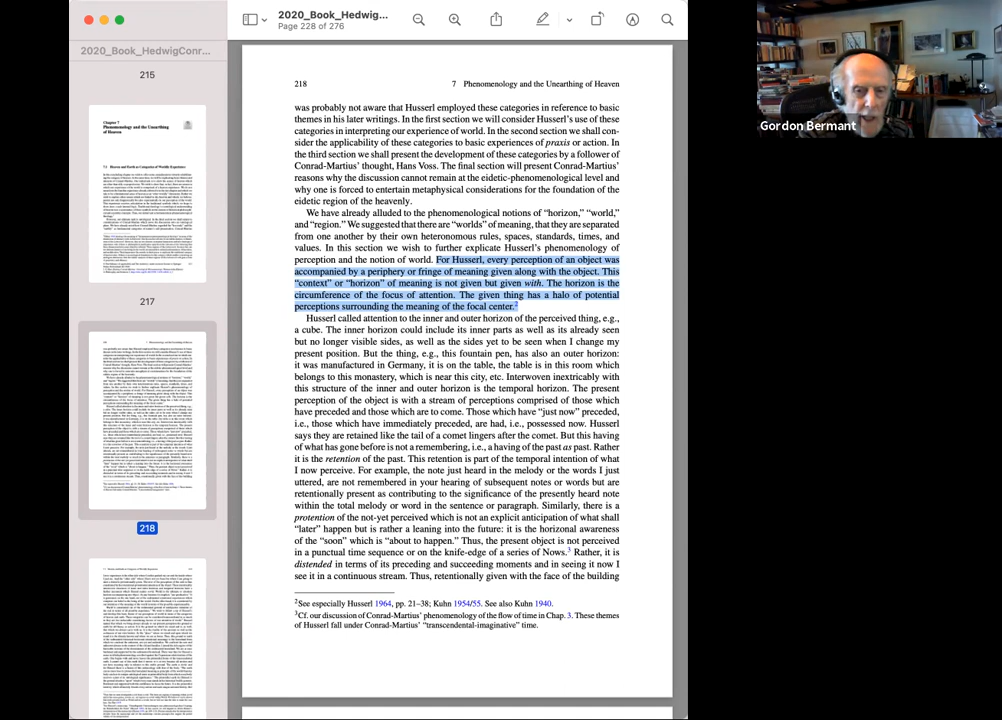 2020_Book_Hedwig...
Page 228 of 276
2020_Book_HedwigConr...
215
Chapter 7
Phenomenology and the Unearthing
of Heaven
217
218
218 7 Phenomenology and the Unearthing of Heaven
was probably not aware that Husserl employed these categories in reference to basic
themes in his later writings. In the first section we will consider Husserl's use of these
categories in interpreting our experience of world. In the second section we shall con-
sider the applicability of these categories to basic experiences of praxis or action. In
the third section we shall present the development of these categories by a follower of
Conrad-Martius' thought, Hans Voss. The final section will present Conrad-Martius'
reasons why the discussion cannot remain at the eidetic-phenomenological level and
why one is forced to entertain metaphysical considerations for the foundation of the
eidetic region of the heavenly.
We have already alluded to the phenomenological notions of “horizon,” “world,”
and “region.” We suggested that there are “worlds” of meaning, that they are separated
from one another by their own heteronomous rules, spaces, standards, times, and
values. In this section we wish to further explicate Husserl's phenomenology of
perception and the notion of world. For Husserl, every perception of an object was
accompanied by a periphery or fringe of meaning given along with the object. This
“context” or “horizon” of meaning is not given but given with. The horizon is the
circumference of the focus of attention. The given thing has a halo of potential
perceptions surrounding the meaning of the focal center.2
Husserl called attention to the inner and outer horizon of the perceived thing, e.g.,
a cube. The inner horizon could include its inner parts as well as its already seen
but no longer visible sides, as well as the sides yet to be seen when I change my
present position. But the thing, e.g., this fountain pen, has also an outer horizon:
it was manufactured in Germany, it is on the table, the table is in this room which
belongs to this monastery, which is near this city, etc. Interwoven inextricably with
this structure of the inner and outer horizon is the temporal horizon. The present
perception of the object is with a stream of perceptions comprised of those which
have preceded and those which are to come. Those which have “just now” preceded,
i.e., those which have immediately preceded, are had, i.e., possessed now. Husserl
says they are retained like the tail of a comet lingers after the comet. But this having
of what has gone before is not a remembering, i.e., a having of the past as past. Rather
it is the retention of the past. This retention is part of the temporal intention of what
I now perceive. For example, the note just heard in the melody or the words I just
uttered, are not remembered in your hearing of subsequent notes or words but are
retentionally present as contributing to the significance of the presently heard note
within the total melody or word in the sentence or paragraph. Similarly, there is a
protention of the not-yet perceived which is not an explicit anticipation of what shall
“later” happen but is rather a leaning into the future: it is the horizonal awareness
of the “soon” which is “about to happen.” Thus, the present object is not perceived
in a punctual time sequence or on the knife-edge of a series of Nows.3 Rather, it is
distended in terms of its preceding and succeeding moments and in seeing it now I
see it in a continuous stream. Thus, retentionally given with the face of the building
2See especially Husserl 1964, pp. 21–38; Kuhn 1954/55. See also Kuhn 1940.
3Cf. our discussion of Conrad-Martius' phenomenology of the flow of time in Chap. 3. These themes
of Husserl fall under Conrad-Martius' “transcendental-imaginative” time.
Gordon Bermant